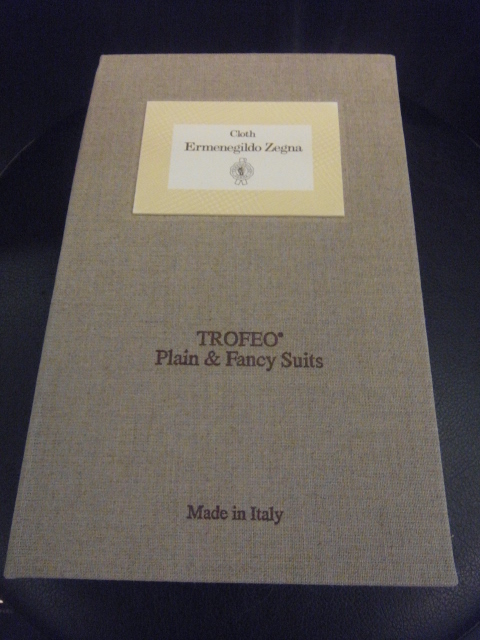 Cloth
Ermenegildo Zegna
TROFEO®
Plain & Fancy Suits
Made in Italy